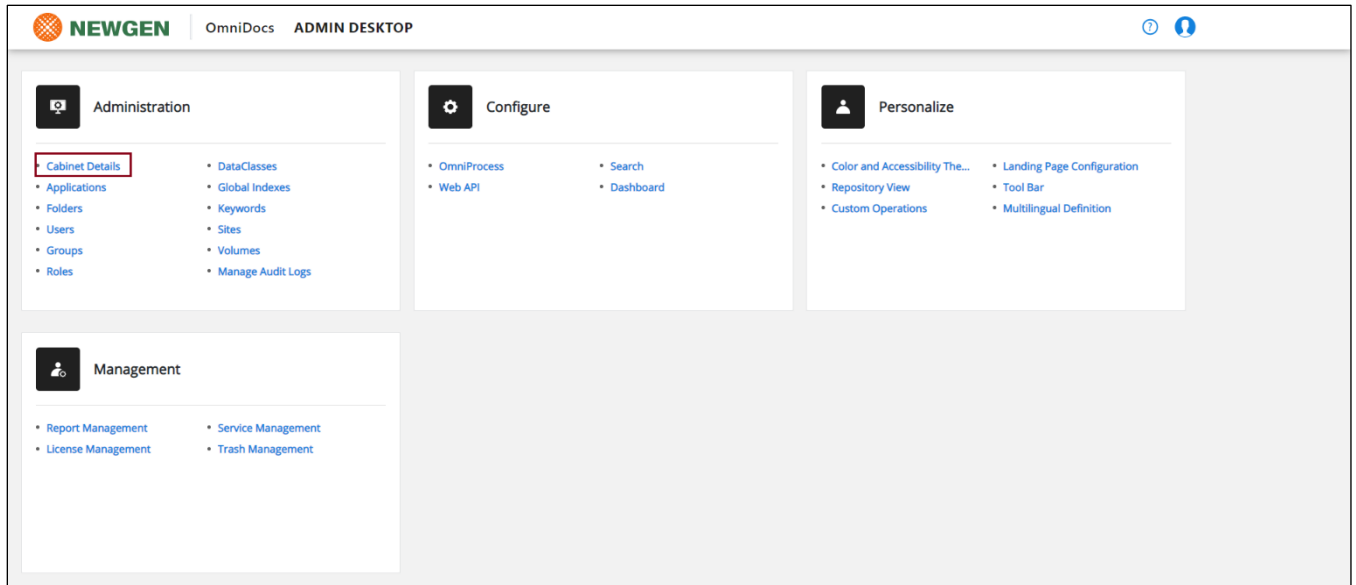 NEWGEN OmniDocs ADMIN DESKTOP ?
Administration
Cabinet Details
Applications
Folders
Users
Groups
Roles
DataClasses
Global Indexes
Keywords
Sites
Volumes
Manage Audit Logs
Configure
OmniProcess
Web API
Search
Dashboard
Personalize
Color and Accessibility The...
Repository View
Custom Operations
Landing Page Configuration
Tool Bar
Multilingual Definition
Management
Report Management
License Management
Service Management
Trash Management